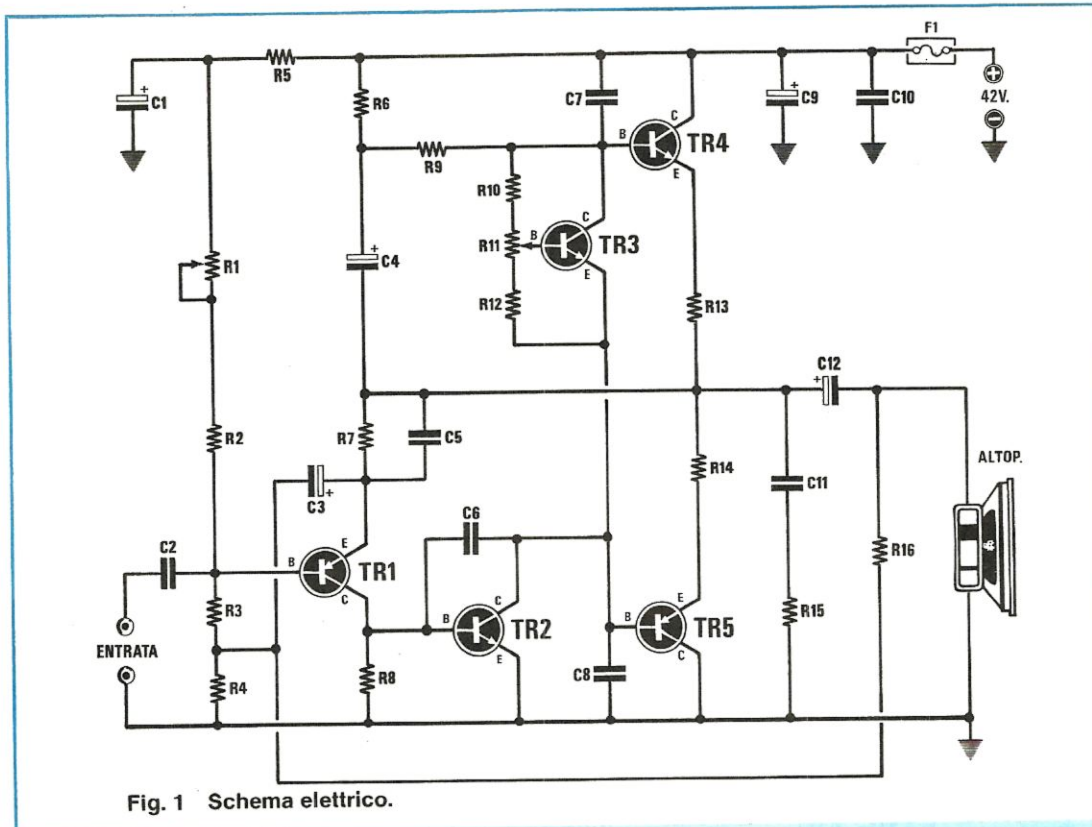 F1
C1
R5
R6
C7
C9
C10
42V.
B
C
E
TR4
R9
R10
R11
B
C
E
TR3
R12
C4
R1
R13
C12
R2
R7
C5
R14
C11
ALTOP.
C3
C2
B
E
C
TR1
C6
R16
R3
ENTRATA
R4
R8
B
C
E
TR2
B
E
C
TR5
C8
R15
Fig. 1 Schema elettrico.